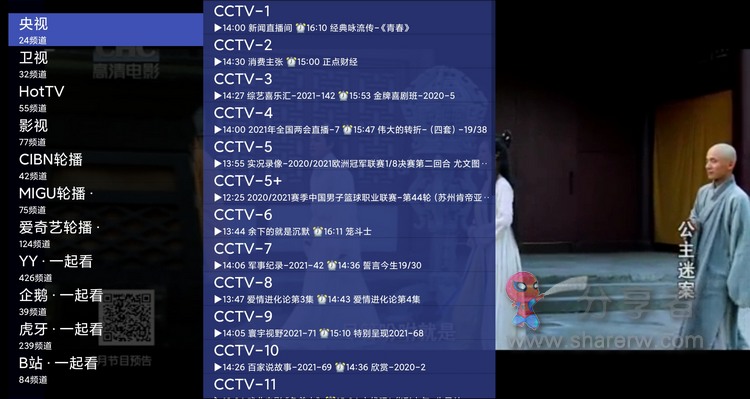 央视
24频道
卫视
32频道
HotTV
55频道
影视
77频道
CIBN轮播
42频道
MIGU轮播 ·
75频道
爱奇艺轮播 ·
124频道
YY · 一起看
426频道
企鹅 · 一起看
39频道
虎牙 · 一起看
239频道
B站 · 一起看
84频道
CHC
高清电影
月节目预告
CCTV-1
▶14:00 新闻直播间 ⏰16:10 经典咏流传-《青春》
CCTV-2
▶14:30 消费主张 ⏰15:00 正点财经
CCTV-3
▶14:27 综艺喜乐汇-2021-142 ⏰15:53 金牌喜剧班-2020-5
CCTV-4
▶14:00 2021年全国两会直播-7 ⏰15:47 伟大的转折-（四套）-19/38
CCTV-5
▶13:55 实况录像-2020/2021欧洲冠军联赛1/8决赛第二回合 尤文图··
CCTV-5+
▶12:25 2020/2021赛季中国男子篮球职业联赛-第44轮 (苏州肯帝亚··
CCTV-6
▶13:44 余下的就是沉默 ⏰16:11 笼斗士
CCTV-7
▶14:06 军事纪录-2021-42 ⏰14:36 誓言今生19/30
CCTV-8
▶13:47 爱情进化论第3集 ⏰14:43 爱情进化论第4集
CCTV-9
▶14:05 寰宇视野2021-71 ⏰15:10 特别呈现2021-68
CCTV-10
▶14:26 百家说故事-2021-69 ⏰14:36 欣赏-2020-2
CCTV-11
就是
公主迷案
分享者
www.sharerw.com